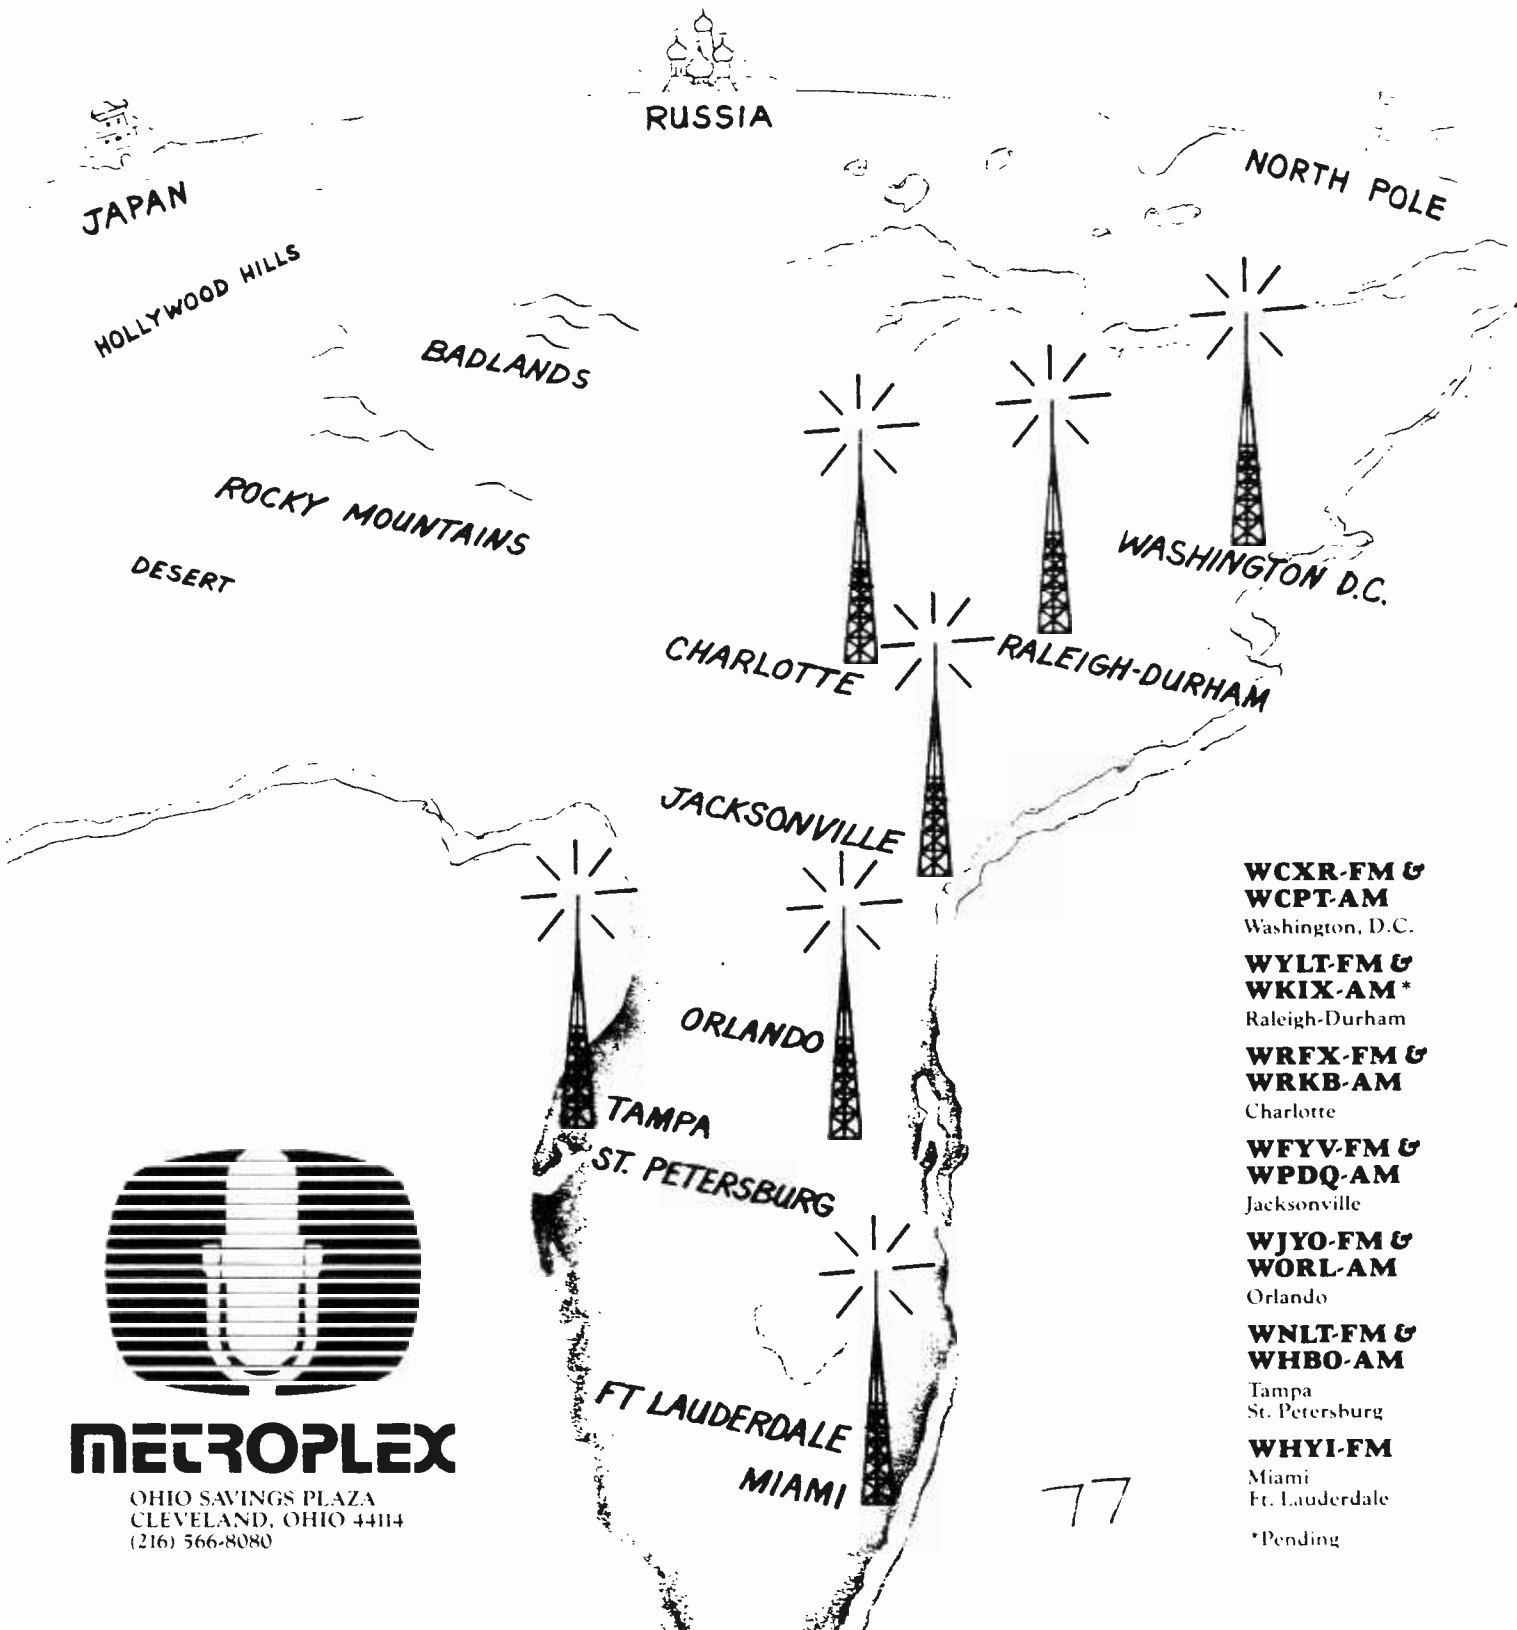 RUSSIA
JAPAN
NORTH POLE
HOLLYWOOD HILLS
BADLANDS
ROCKY MOUNTAINS
DESERT
WASHINGTON D.C.
CHARLOTTE
RALEIGH-DURHAM
JACKSONVILLE
ORLANDO
TAMPA
ST. PETERSBURG
FT LAUDERDALE
MIAMI
METROPLEX
OHIO SAVINGS PLAZA
CLEVELAND, OHIO 44114
(216) 566-8080
WCXR-FM &
WCPT-AM
Washington, D.C.
WYLT-FM &
WKIX-AM*
Raleigh-Durham
WRFX-FM &
WRKB-AM
Charlotte
WFYV-FM &
WPDQ-AM
Jacksonville
WJYO-FM &
WORL-AM
Orlando
WNLT-FM &
WHBO-AM
Tampa
St. Petersburg
WHYI-FM
Miami
Ft. Lauderdale
*Pending
77